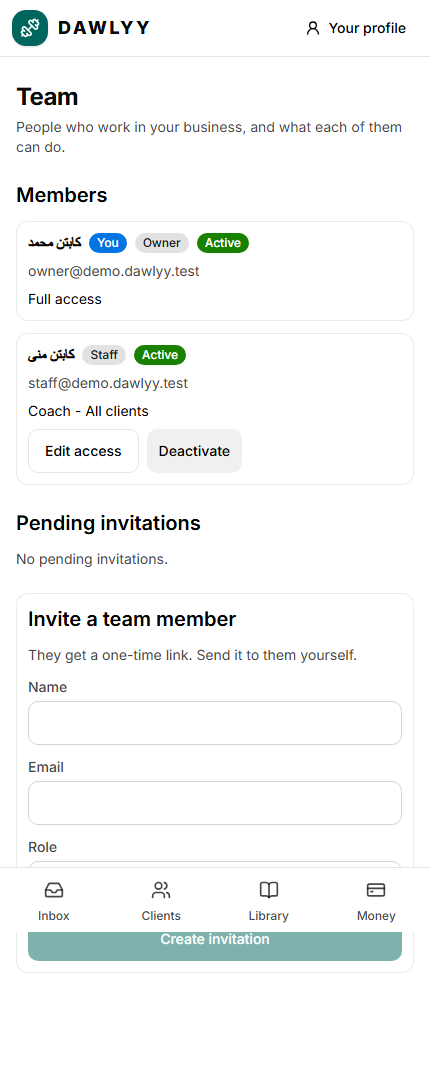 DAWLYY
Your profile
Team
People who work in your business, and what each of them
can do.
Members
كابتن محمد You Owner Active
owner@demo.dawlyy.test
Full access
كابتن منى Staff Active
staff@demo.dawlyy.test
Coach - All clients
Edit access Deactivate
Pending invitations
No pending invitations.
Invite a team member
They get a one-time link. Send it to them yourself.
Name
Email
Role
Inbox Clients Library Money
Create invitation